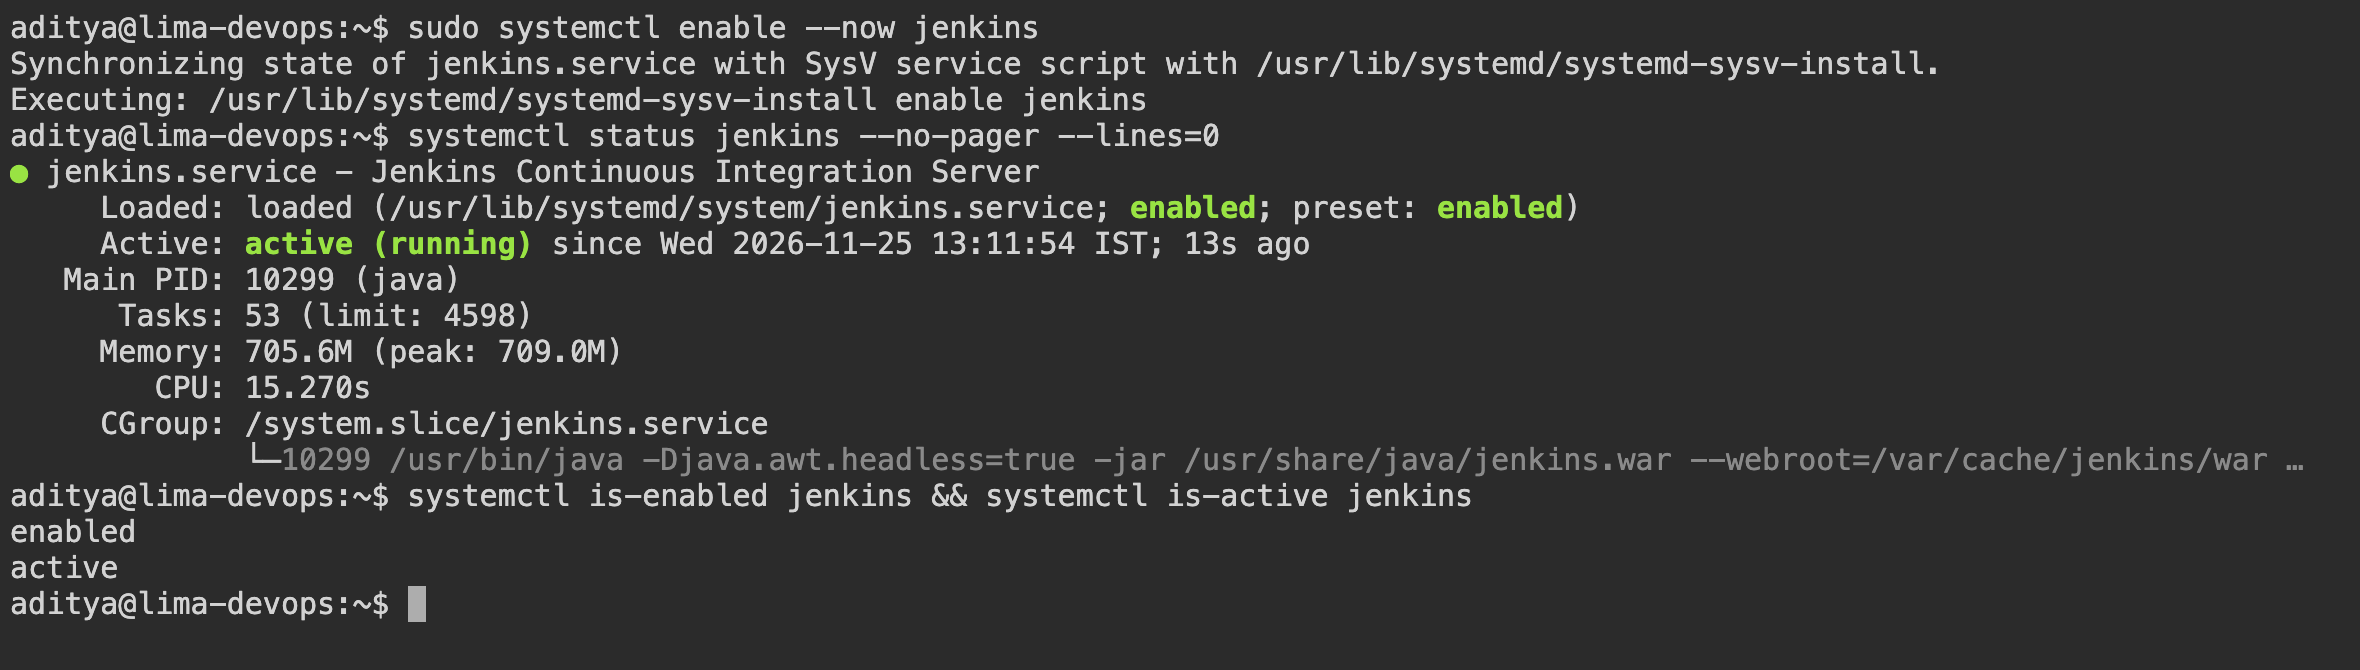 aditya@lima-devops:~$ sudo systemctl enable --now jenkins
Synchronizing state of jenkins.service with SysV service script with /usr/lib/systemd/systemd-sysv-install.
Executing: /usr/lib/systemd/systemd-sysv-install enable jenkins
aditya@lima-devops:~$ systemctl status jenkins --no-pager --lines=0
● jenkins.service - Jenkins Continuous Integration Server
     Loaded: loaded (/usr/lib/systemd/system/jenkins.service; enabled; preset: enabled)
     Active: active (running) since Wed 2026-11-25 13:11:54 IST; 13s ago
   Main PID: 10299 (java)
      Tasks: 53 (limit: 4598)
     Memory: 705.6M (peak: 709.0M)
        CPU: 15.270s
     CGroup: /system.slice/jenkins.service
             └─10299 /usr/bin/java -Djava.awt.headless=true -jar /usr/share/java/jenkins.war --webroot=/var/cache/jenkins/war …
aditya@lima-devops:~$ systemctl is-enabled jenkins && systemctl is-active jenkins
enabled
active
aditya@lima-devops:~$